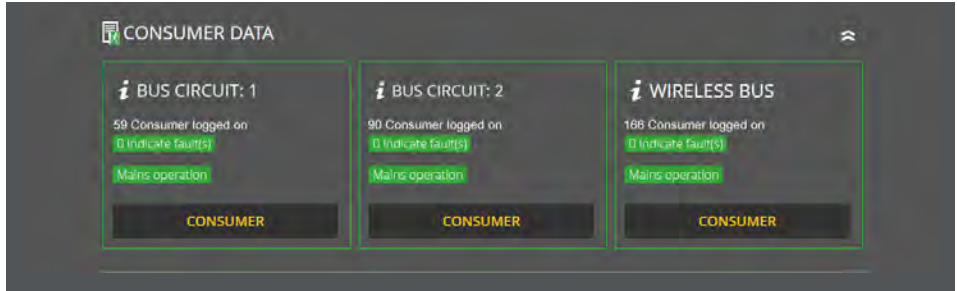 CONSUMER DATA
BUS CIRCUIT: 1
59 Consumer logged on
0 Indicate fault(s)
Mains operation
CONSUMER
BUS CIRCUIT: 2
90 Consumer logged on
0 Indicate fault(s)
Mains operation
CONSUMER
WIRELESS BUS
166 Consumer logged on
0 Indicate fault(s)
Mains operation
CONSUMER